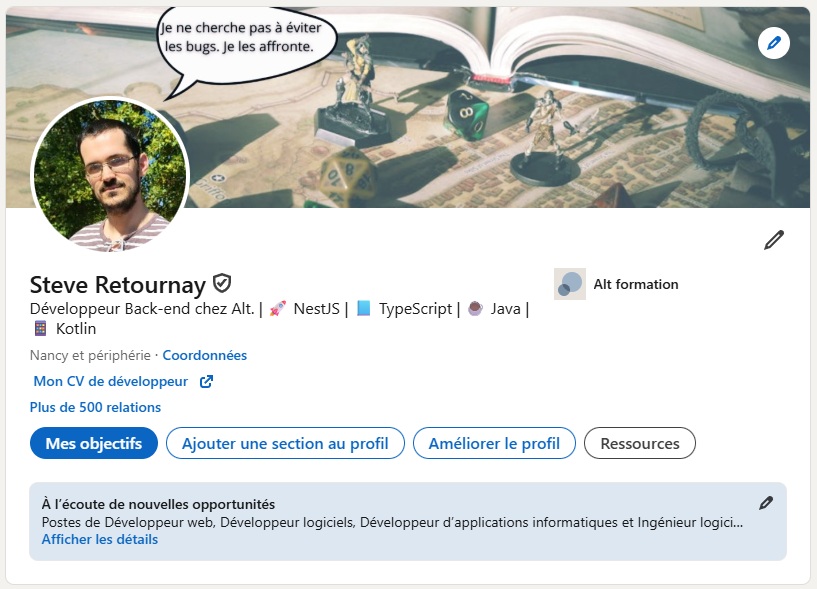 Je ne cherche pas à éviter
les bugs. Je les affronte.
Steve Retournay
Alt formation
Développeur Back-end chez Alt. | 🚀 NestJS | 📘 TypeScript | ☕ Java |
📱 Kotlin
Nancy et périphérie · Coordonnées
Mon CV de développeur
Plus de 500 relations
Mes objectifs
Ajouter une section au profil
Améliorer le profil
Ressources
À l’écoute de nouvelles opportunités
Postes de Développeur web, Développeur logiciels, Développeur d’applications informatiques et Ingénieur logici...
Afficher les détails